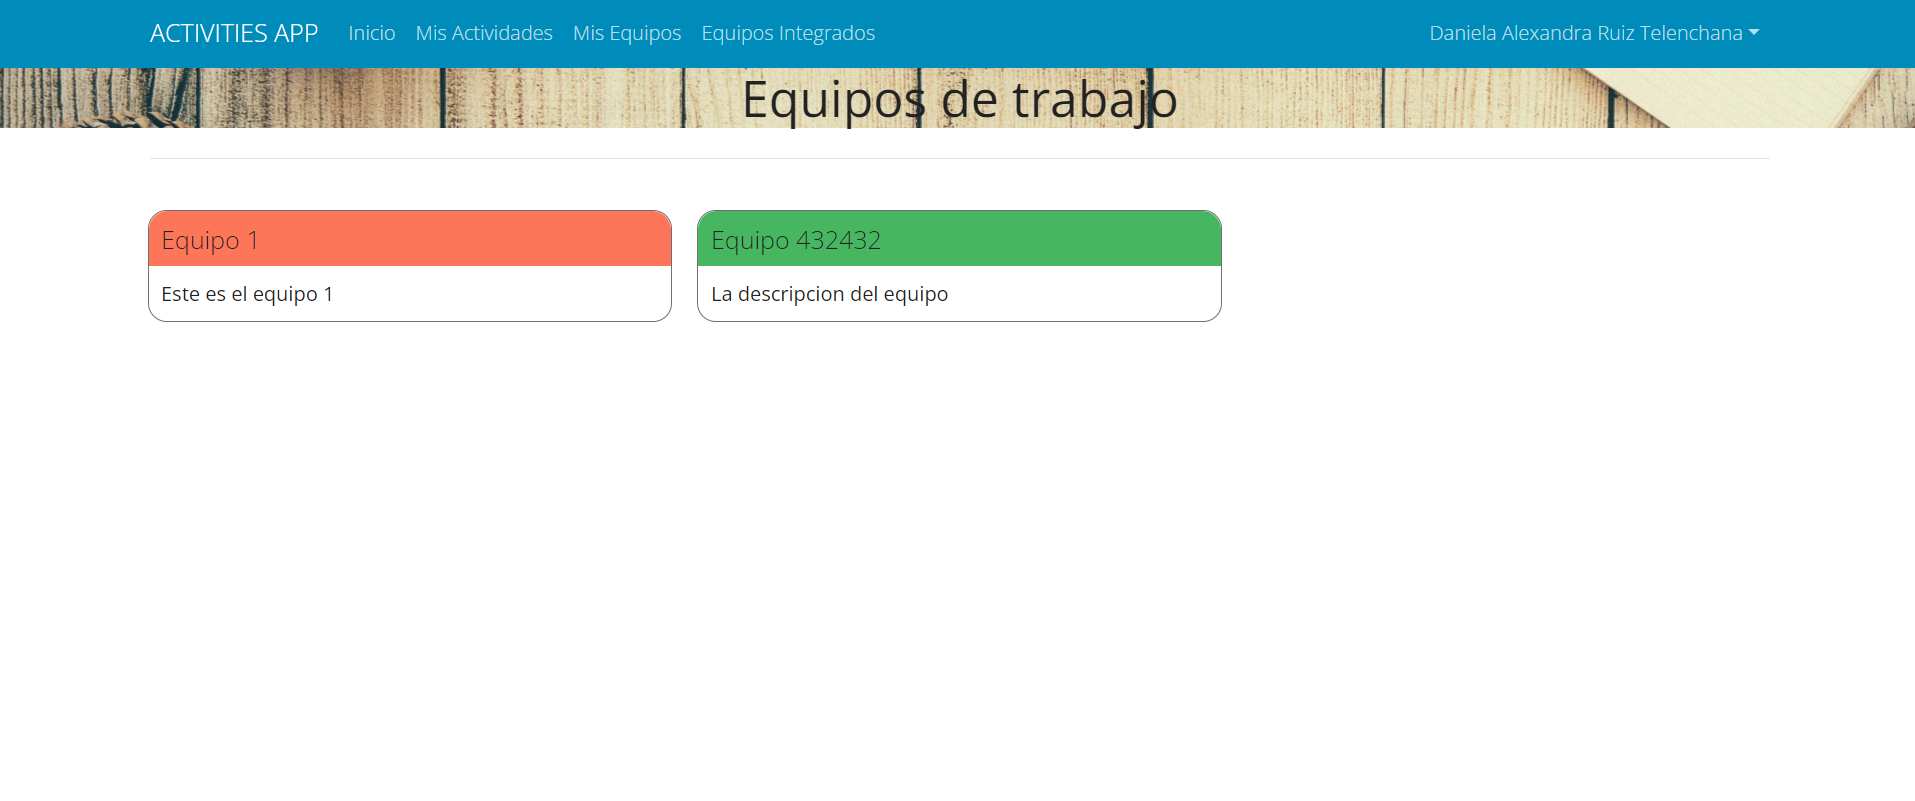 ACTIVITIES APP Inicio Mis Actividades Mis Equipos Equipos Integrados Daniela Alexandra Ruiz Telenchana
Equipos de trabajo
Equipo 1
Este es el equipo 1
Equipo 432432
La descripcion del equipo